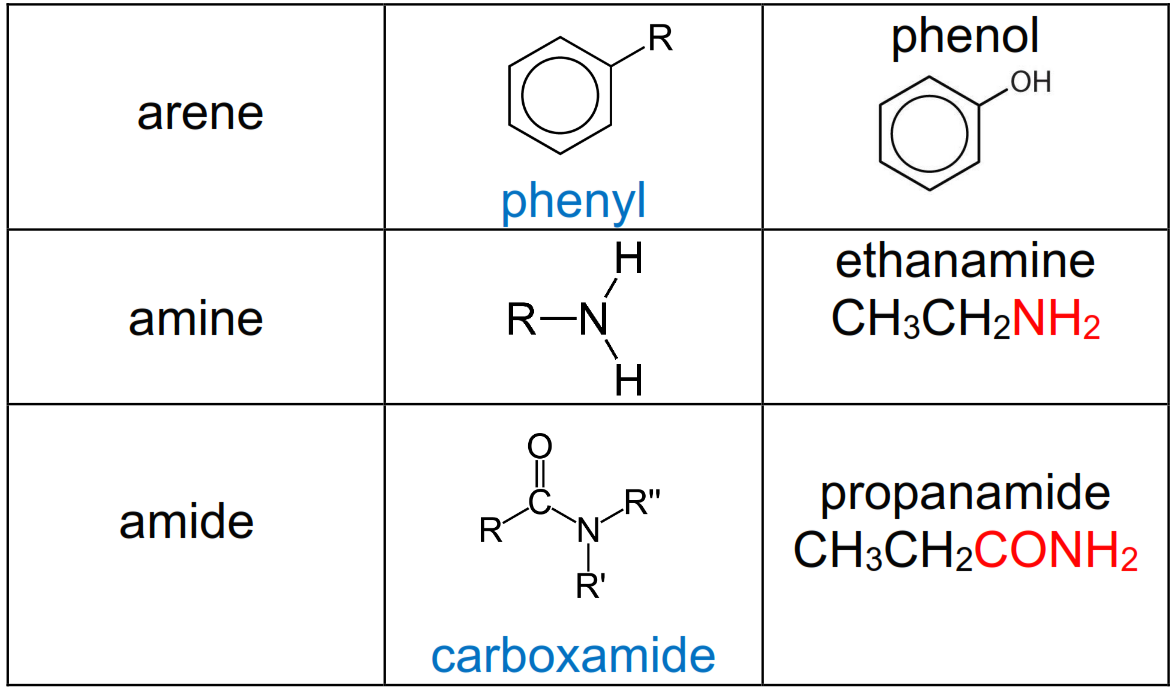 arene
R
phenyl
phenol
OH
amine
H
R—N
H
ethanamine
CH₃CH₂NH₂
amide
O
C
R
N
R"
R'
carboxamide
propanamide
CH₃CH₂CONH₂